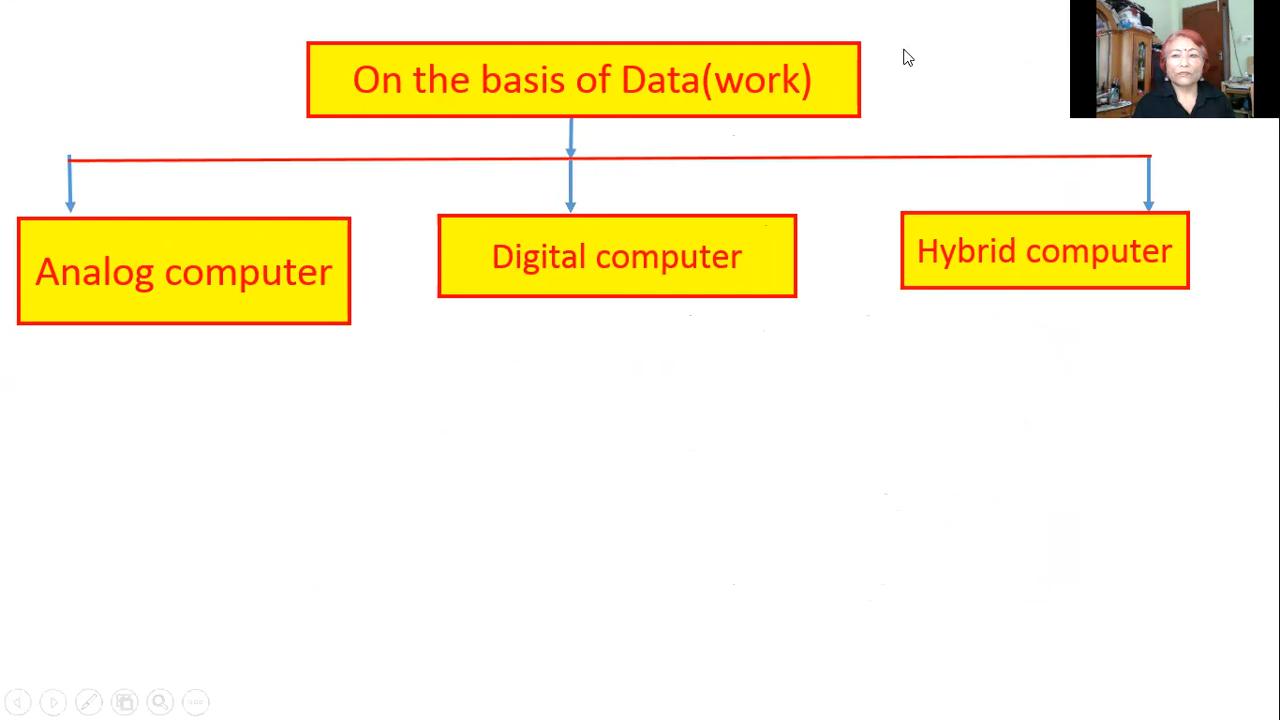 On the basis of Data(work)
Analog computer
Digital computer
Hybrid computer